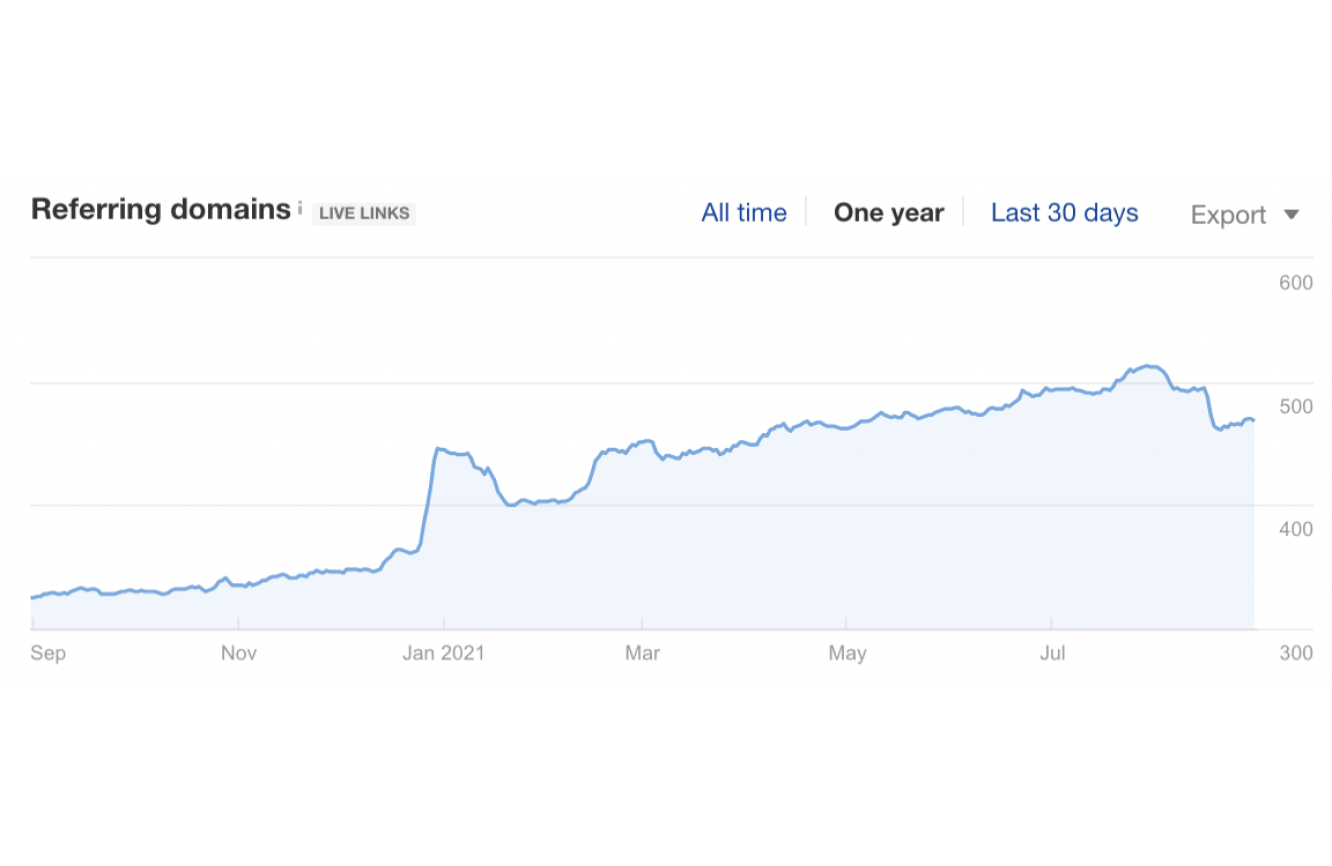 Referring domains i LIVE LINKS All time One year Last 30 days Export
600
500
400
Sep Nov Jan 2021 Mar May Jul 300